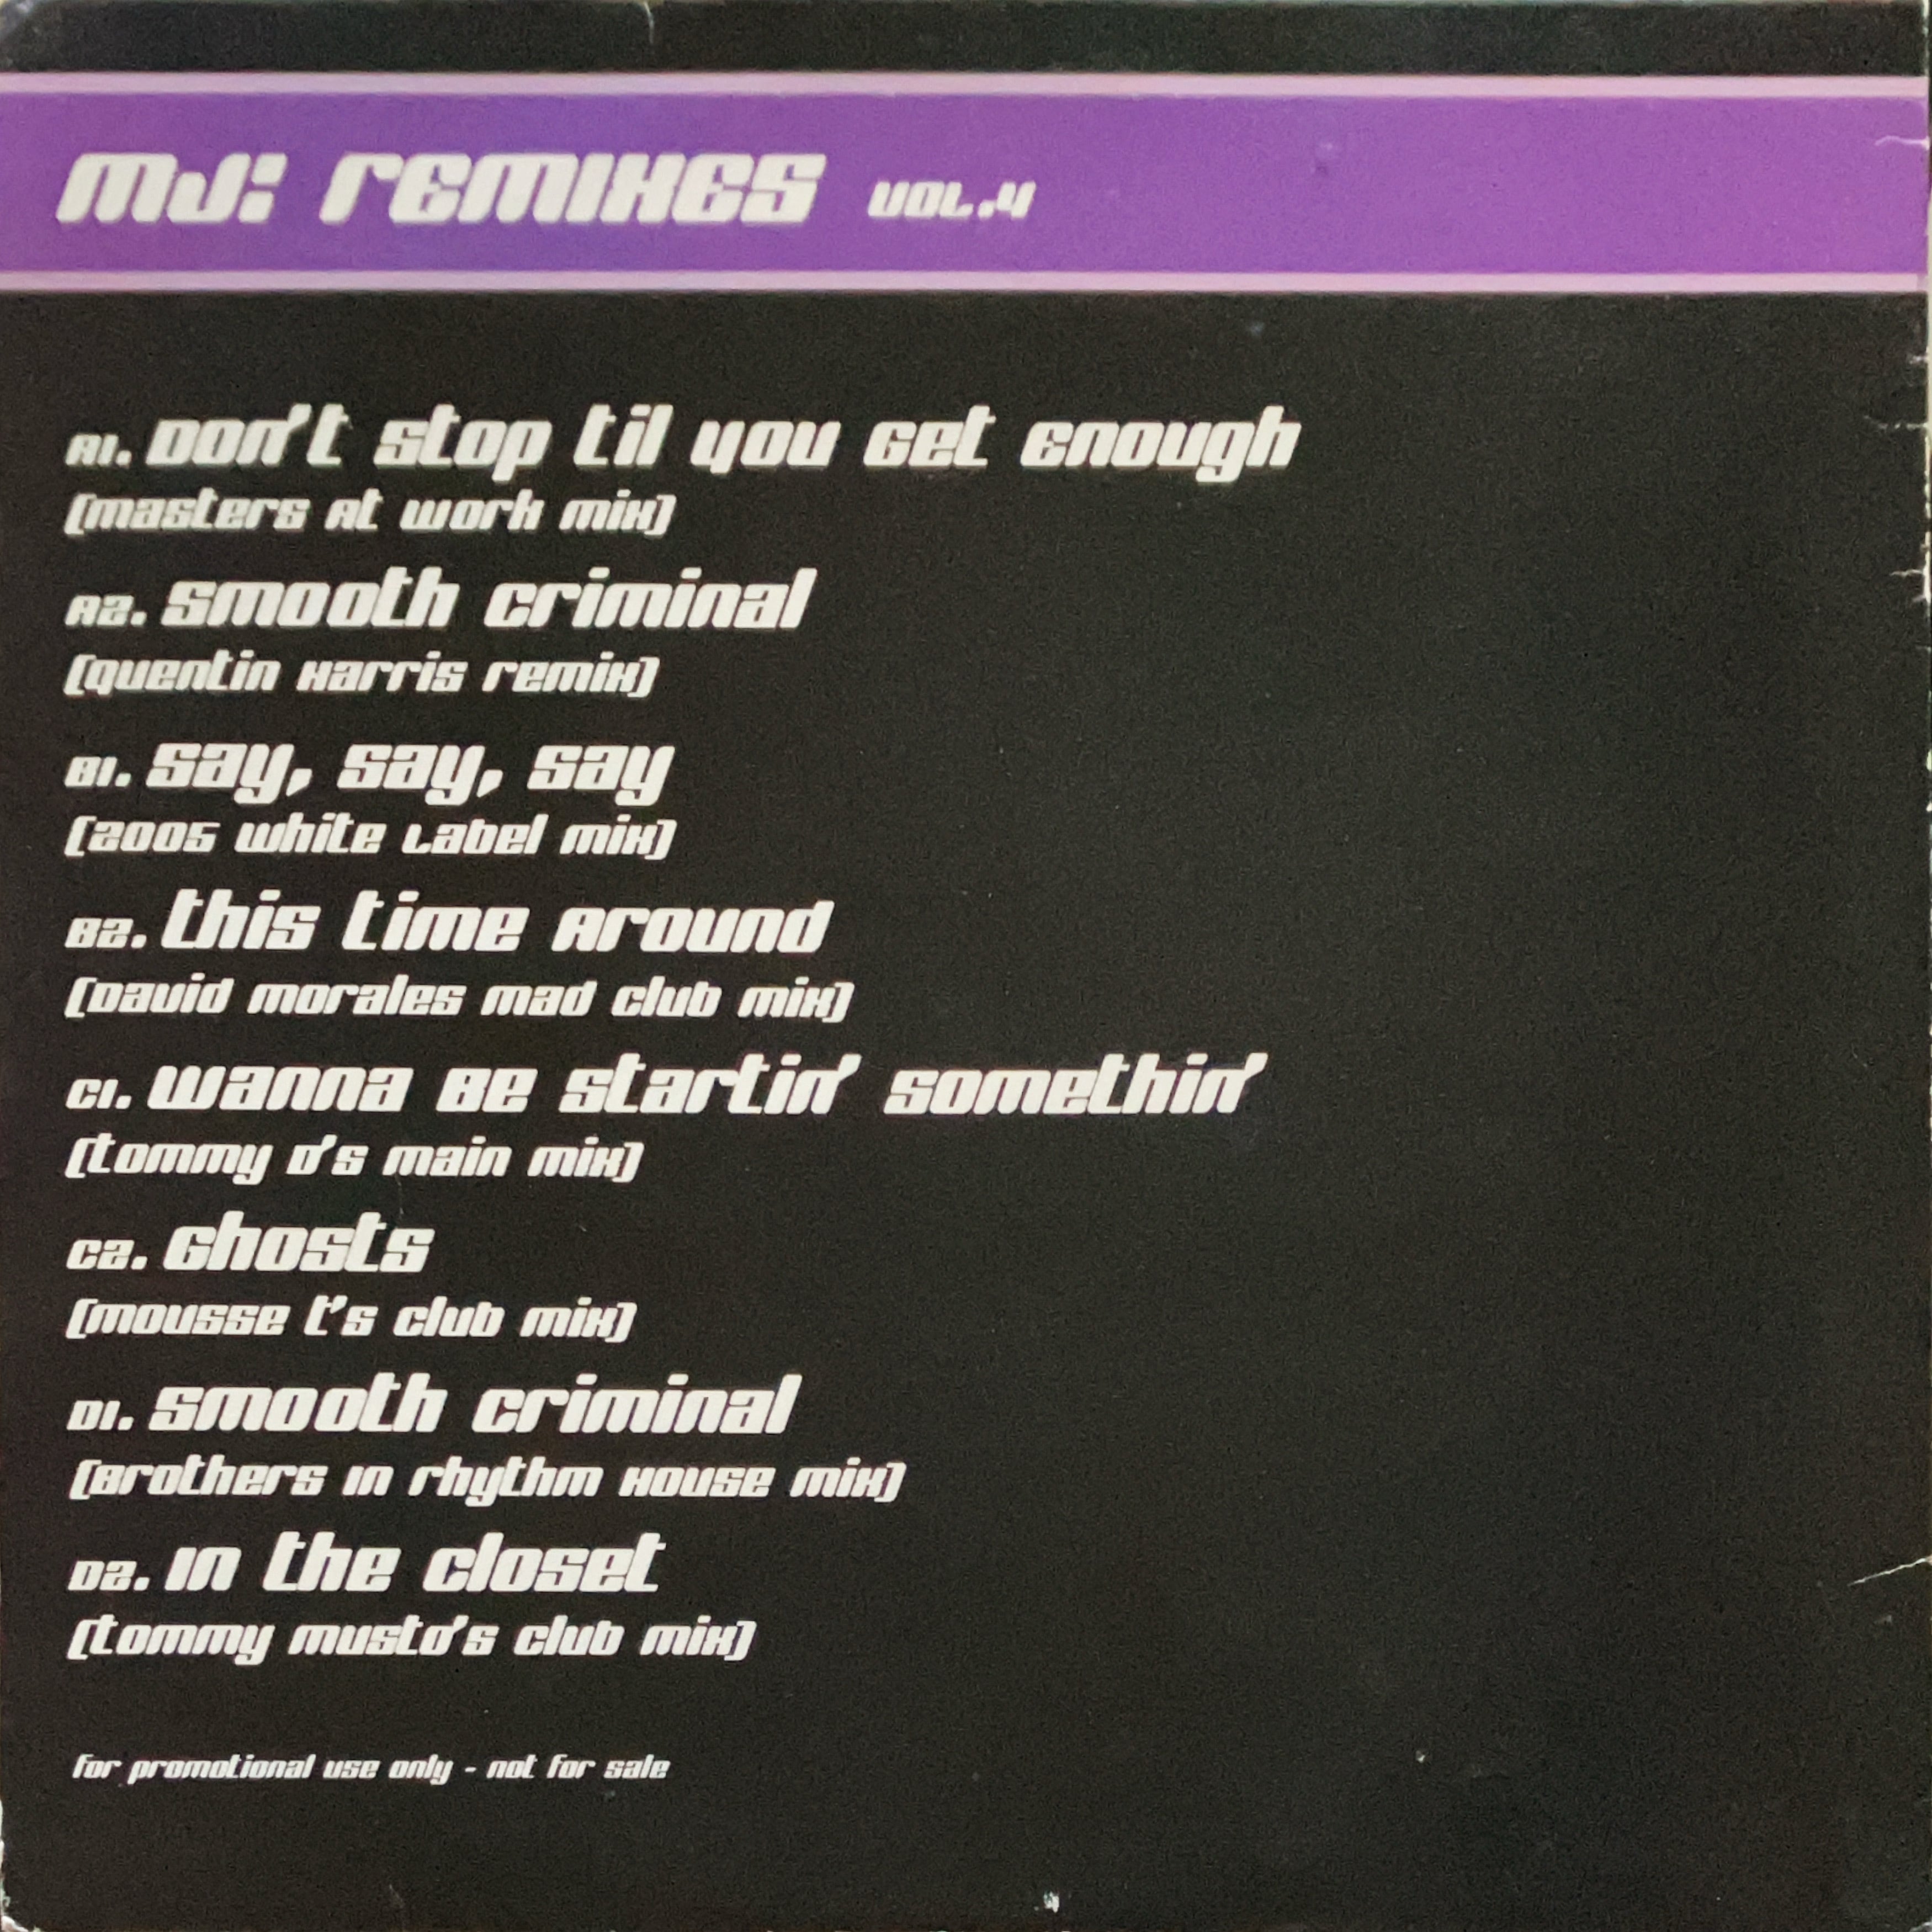 MJ: Remixes Vol.4
A1. Don't Stop Til You Get Enough
(Masters At Work Mix)
A2. Smooth Criminal
(Quentin Harris Remix)
B1. Say, Say, Say
(2005 White Label Mix)
B2. This Time Around
(David Morales Mad Club Mix)
C1. Wanna Be Startin' Somethin'
(Tommy D's Main Mix)
C2. Ghosts
(Mousse T's Club Mix)
D1. Smooth Criminal
(Brothers In Rhythm House Mix)
D2. In The Closet
(Tommy Musto's Club Mix)
For promotional use only - not for sale